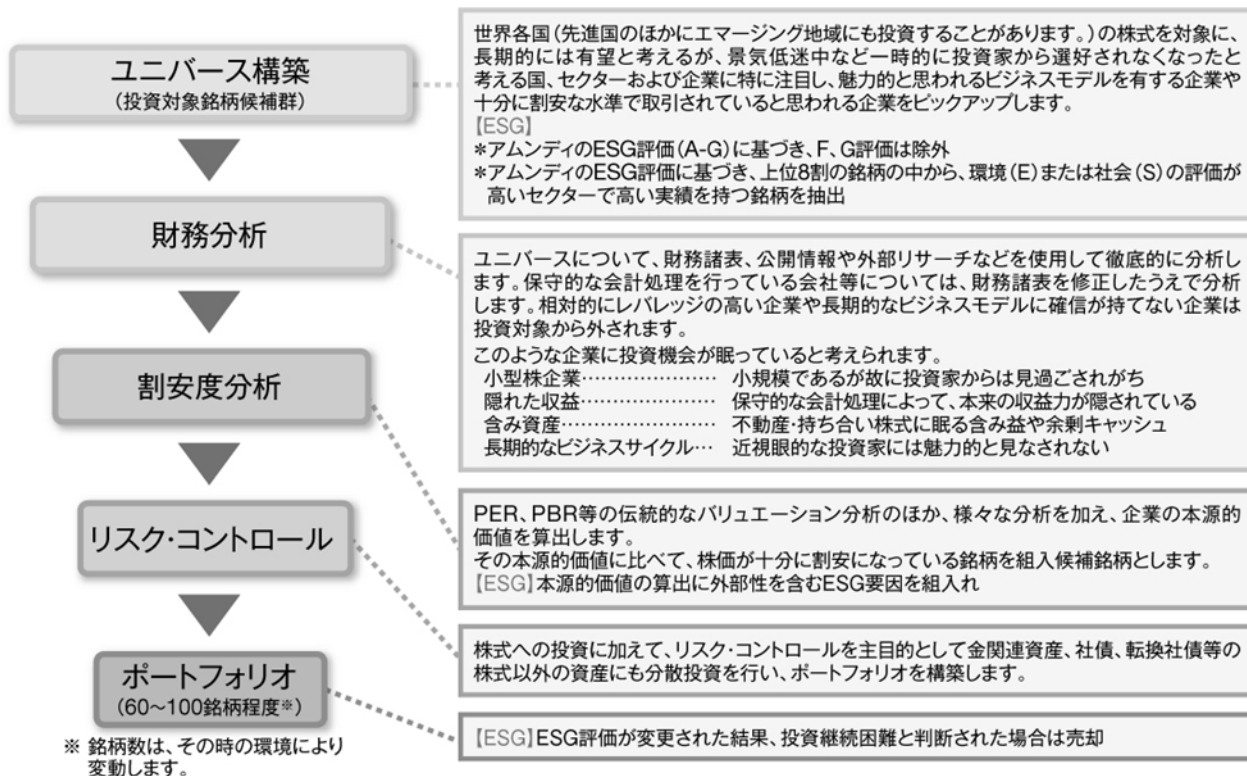 ユニバース構築
(投資対象銘柄候補群)
世界各国(先進国のほかにエマージング地域にも投資することがあります。)の株式を対象に、
長期的には有望と考えるが、景気低迷中など一時的に投資家から選好されなくなったと
考える国、セクターおよび企業に特に注目し、魅力的と思われるビジネスモデルを有する企業や
十分に割安な水準で取引されていると思われる企業をピックアップします。
【ESG】
*アムンディのESG評価(A-G)に基づき、F、G評価は除外
*アムンディのESG評価に基づき、上位8割の銘柄の中から、環境(E)または社会(S)の評価が
高いセクターで高い実績を持つ銘柄を抽出
財務分析
ユニバースについて、財務諸表、公開情報や外部リサーチなどを使用して徹底的に分析し
ます。保守的な会計処理を行っている会社等については、財務諸表を修正したうえで分析
します。相対的にレバレッジの高い企業や長期的なビジネスモデルに確信が持てない企業は
投資対象から外されます。
このような企業に投資機会が眠っていると考えられます。
小型株企業…………………… 小規模であるが故に投資家からは見過ごされがち
隠れた収益…………………… 保守的な会計処理によって、本来の収益力が隠されている
含み資産……………………… 不動産・持ち合い株式に眠る含み益や余剰キャッシュ
長期的なビジネスサイクル… 近視眼的な投資家には魅力的と見なされない
割安度分析
PER、PBR等の伝統的なバリュエーション分析のほか、様々な分析を加え、企業の本源的
価値を算出します。
その本源的価値に比べて、株価が十分に割安になっている銘柄を組入候補銘柄とします。
【ESG】本源的価値の算出に外部性を含むESG要因を組入れ
リスク・コントロール
株式への投資に加えて、リスク・コントロールを主目的として金関連資産、社債、転換社債等の
株式以外の資産にも分散投資を行い、ポートフォリオを構築します。
ポートフォリオ
(60~100銘柄程度※)
【ESG】ESG評価が変更された結果、投資継続困難と判断された場合は売却
※ 銘柄数は、その時の環境により
変動します。